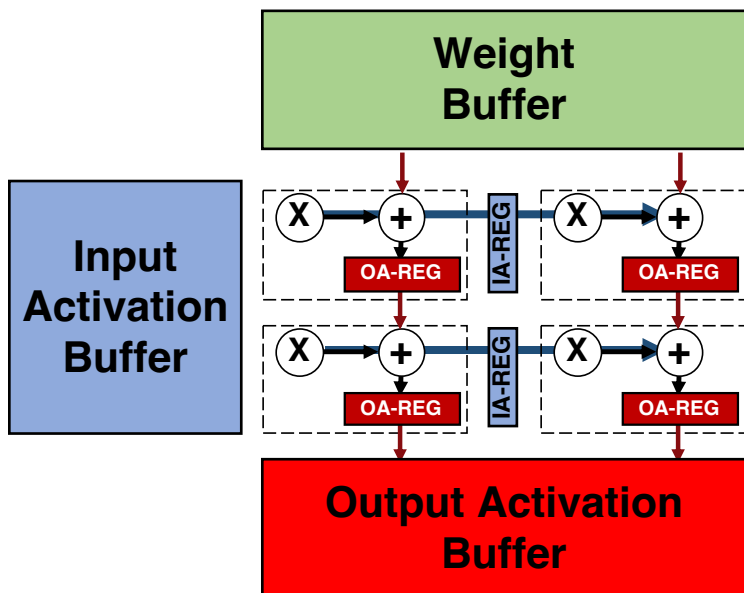 Weight
Buffer
Input
Activation
Buffer
X
+
IA-REG
X
+
OA-REG
OA-REG
X
+
IA-REG
X
+
OA-REG
OA-REG
Output Activation
Buffer